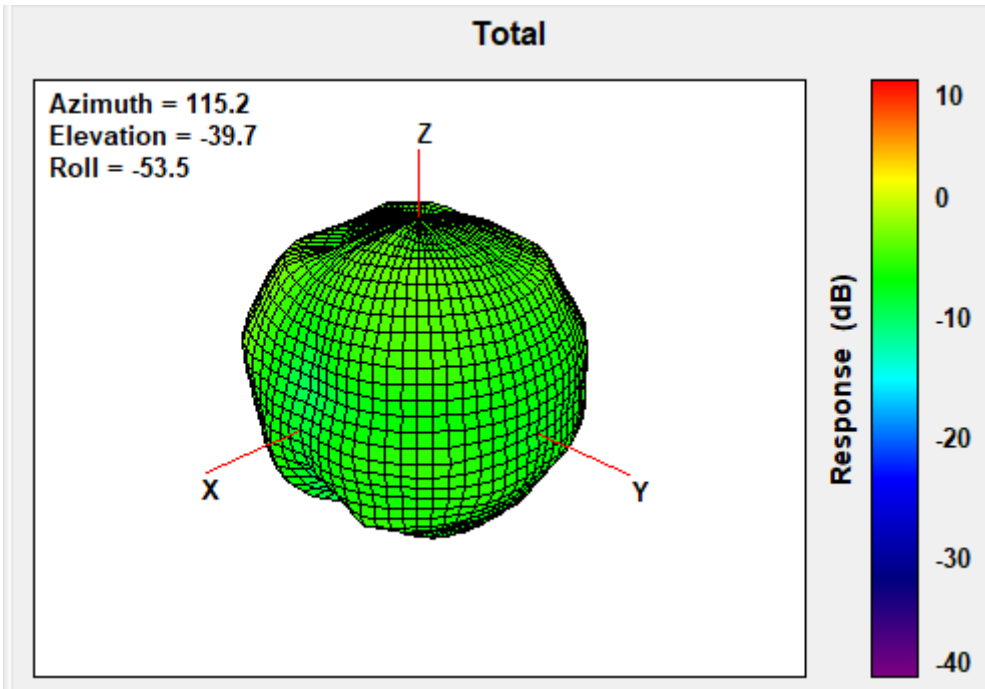 Total
Azimuth = 115.2
Elevation = -39.7
Roll = -53.5
Z
X
Y
10
0
-10
-20
-30
-40
Response (dB)